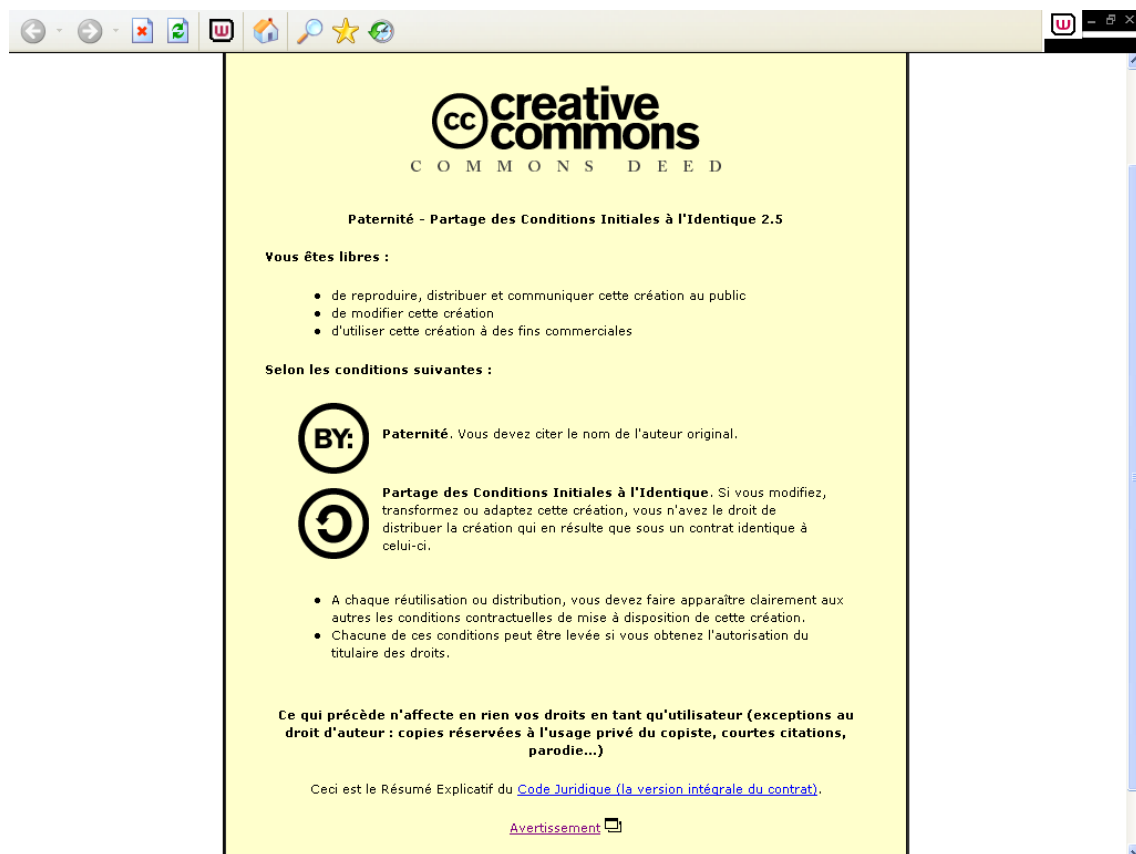 w
w
cc creative
commons
COMMONS DEED
Paternité - Partage des Conditions Initiales à l'Identique 2.5
Vous êtes libres :
● de reproduire, distribuer et communiquer cette création au public
● de modifier cette création
● d'utiliser cette création à des fins commerciales
Selon les conditions suivantes :
BY: Paternité. Vous devez citer le nom de l'auteur original.
Partage des Conditions Initiales à l'Identique. Si vous modifiez,
transformez ou adaptez cette création, vous n'avez le droit de
distribuer la création qui en résulte que sous un contrat identique à
celui-ci.
● A chaque réutilisation ou distribution, vous devez faire apparaître clairement aux
autres les conditions contractuelles de mise à disposition de cette création.
● Chacune de ces conditions peut être levée si vous obtenez l'autorisation du
titulaire des droits.
Ce qui précède n'affecte en rien vos droits en tant qu'utilisateur (exceptions au
droit d'auteur : copies réservées à l'usage privé du copiste, courtes citations,
parodie...)
Ceci est le Résumé Explicatif du Code Juridique (la version intégrale du contrat).
Avertissement